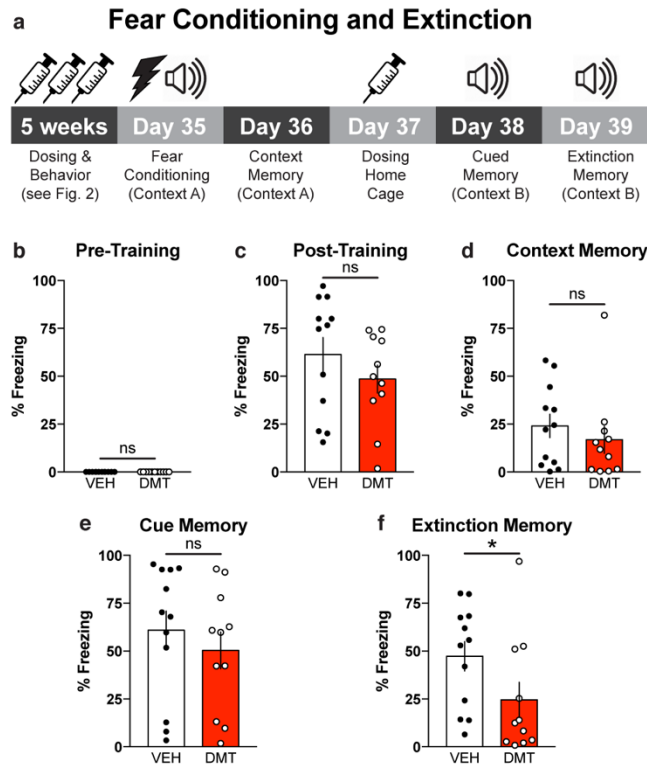 a Fear Conditioning and Extinction
5 weeks Day 35 Day 36 Day 37 Day 38 Day 39
Dosing & Fear Context Dosing Cued Extinction
Behavior Conditioning Memory Home Memory Memory
(see Fig. 2) (Context A) (Context A) Cage (Context B) (Context B)
b Pre-Training
% Freezing
100
75
50
25
0
ns
VEH DMT
c Post-Training
% Freezing
100
75
50
25
0
ns
VEH DMT
d Context Memory
% Freezing
100
75
50
25
0
ns
VEH DMT
e Cue Memory
% Freezing
100
75
50
25
0
ns
VEH DMT
f Extinction Memory
% Freezing
100
75
50
25
0
*
VEH DMT